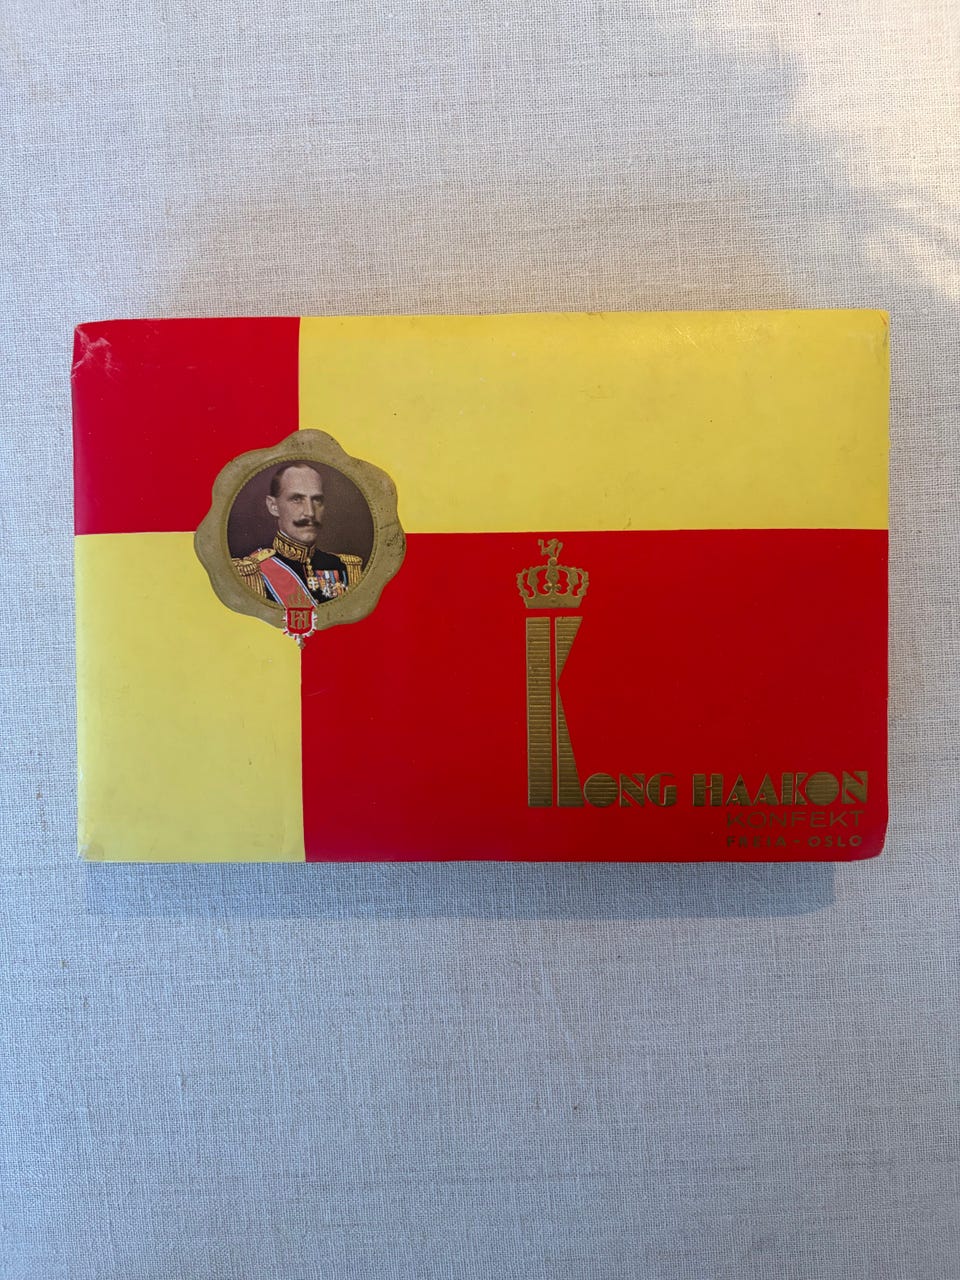 KONG HAAKON
KONFEKT
FREIA - OSLO